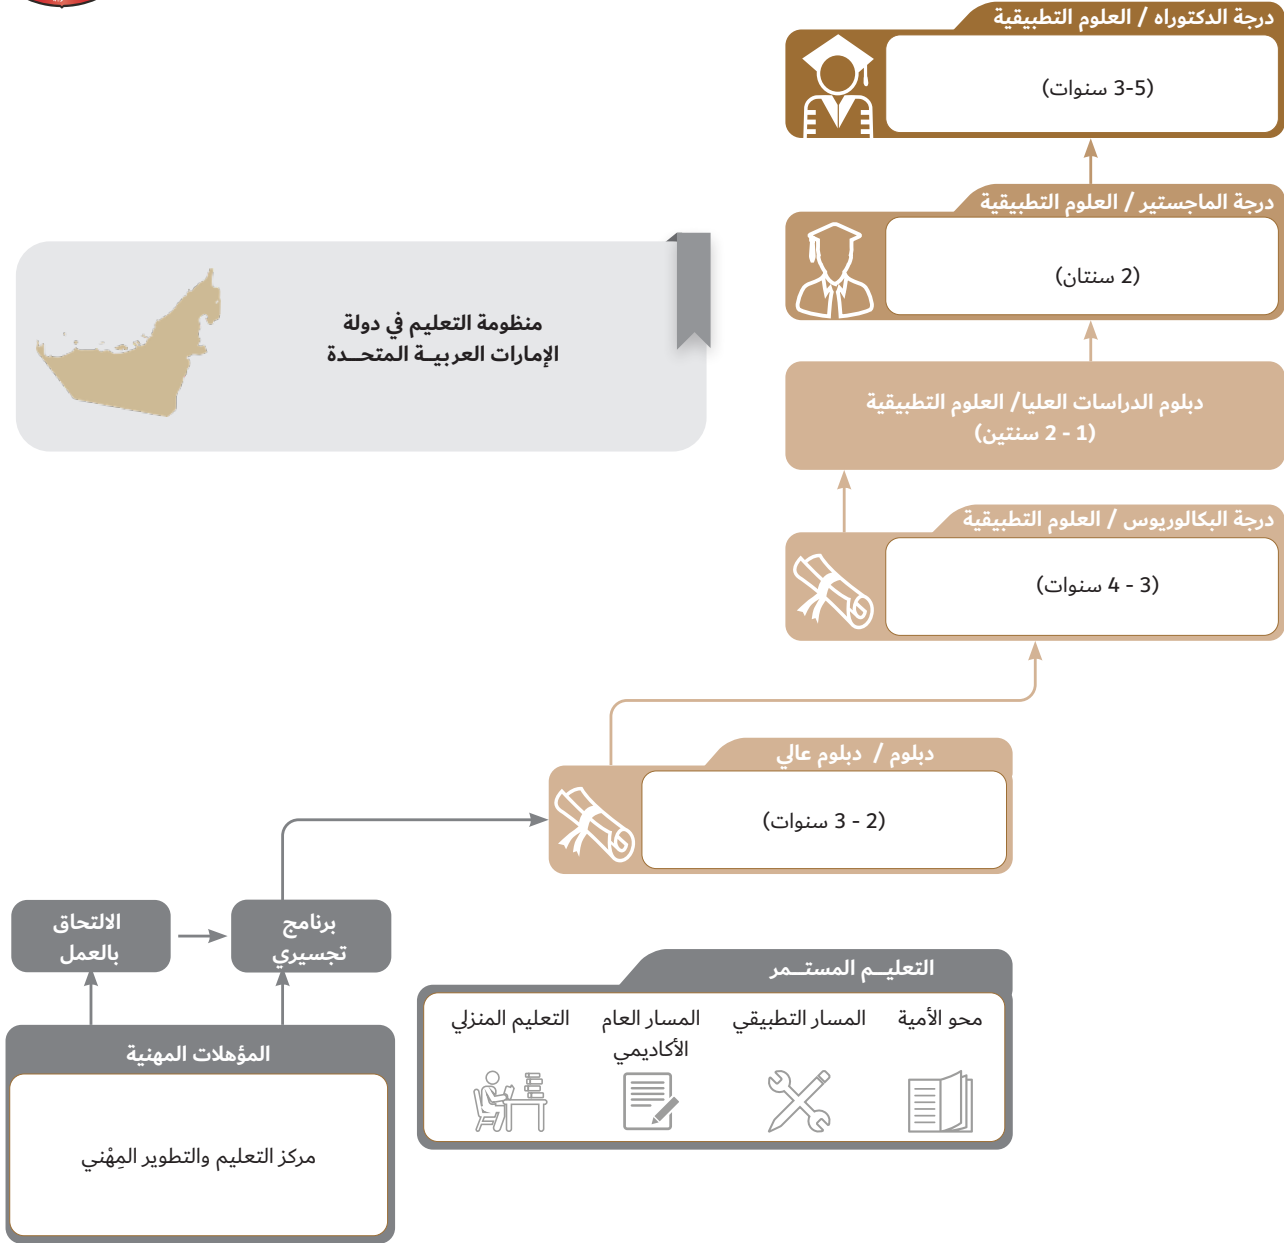 درجة الدكتوراه / العلوم التطبيقية
(3-5 سنوات)
درجة الماجستير / العلوم التطبيقية
(2 سنتان)
منظومة التعليم في دولة
الإمارات العربيــة المتحــدة
دبلوم الدراسات العليا/ العلوم التطبيقية
(1 - 2 سنتين)
درجة البكالوريوس / العلوم التطبيقية
(3 - 4 سنوات)
دبلوم / دبلوم عالي
(2 - 3 سنوات)
برنامج
تجسيري
الالتحاق
بالعمل
التعليــم المستــمر
محو الأمية
المسار التطبيقي
المسار العام
الأكاديمي
التعليم المنزلي
المؤهلات المهنية
مركز التعليم والتطوير المِهْني